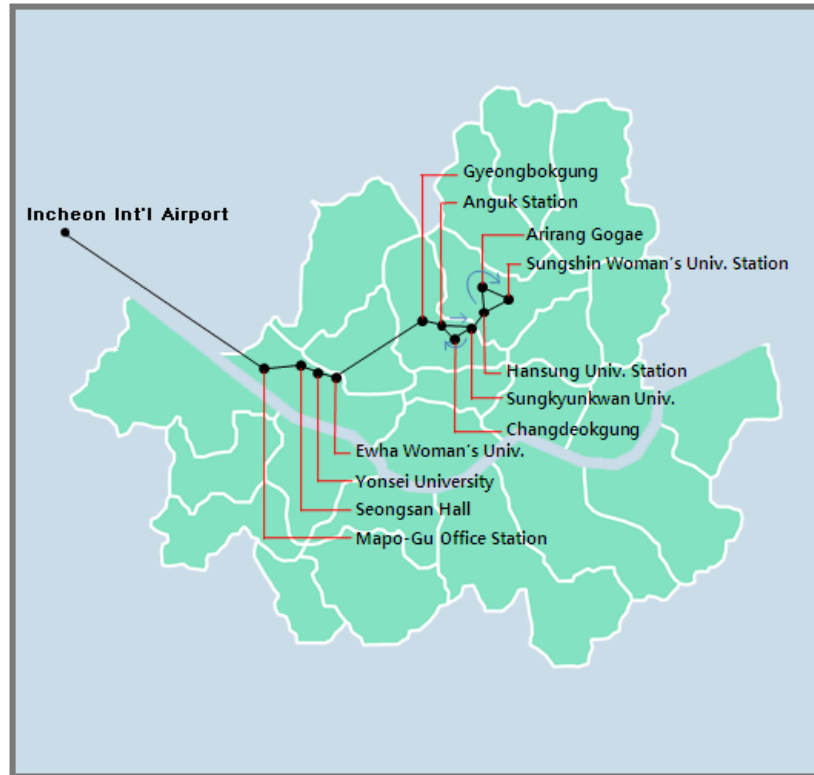 Gyeongbokgung
Anguk Station
Incheon Int'l Airport
Arirang Gogae
Sungshin Woman's Univ. Station
Hansung Univ. Station
Sungkyunkwan Univ.
Changdeokgung
Ewha Woman's Univ.
Yonsei University
Seongsan Hall
Mapo-Gu Office Station